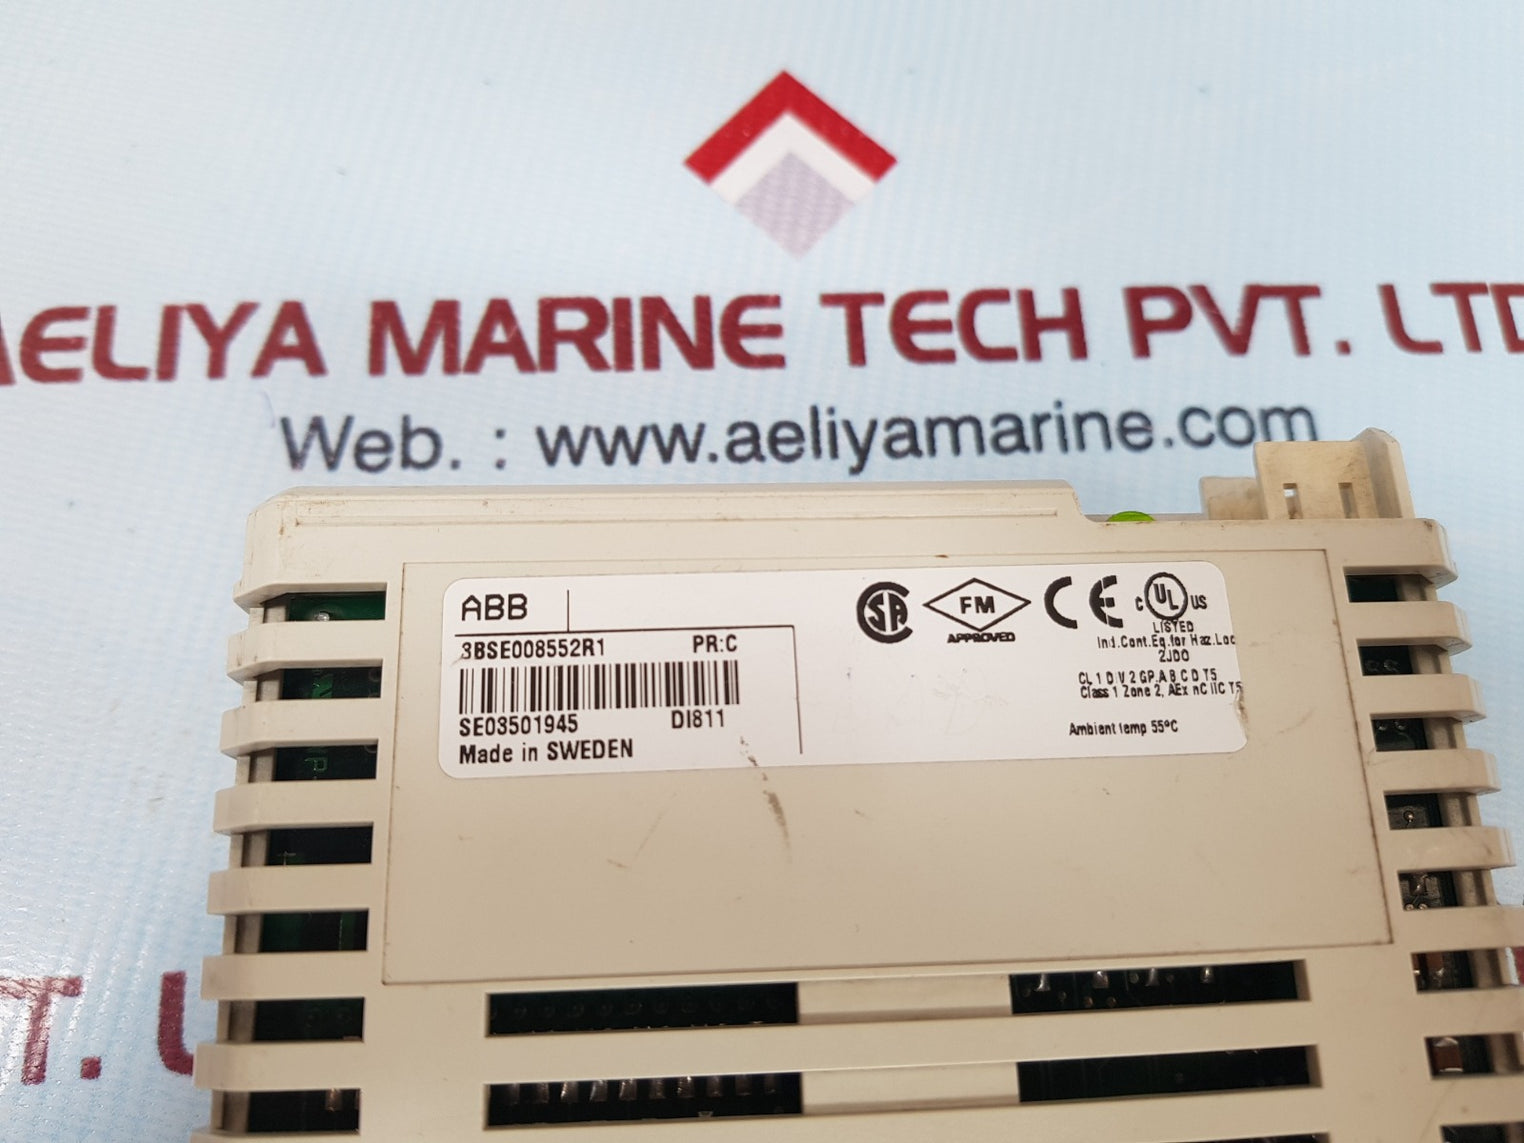 AELIYA MARINE TECH PVT. LTD
Web. : www.aeliyamarine.com
ABB
3BSE008552R1 PR:C
SE03501945 DI811
Made in SWEDEN
SA
FM
APPROVED
CE
C UL US
LISTED
Ind.Cont.Eq.for Haz.Loc
2JD0
CL 1 DIV 2 GP.A B C D T5
Class 1 Zone 2, AEx nC IIC T5
Ambient temp 55°C
T. U